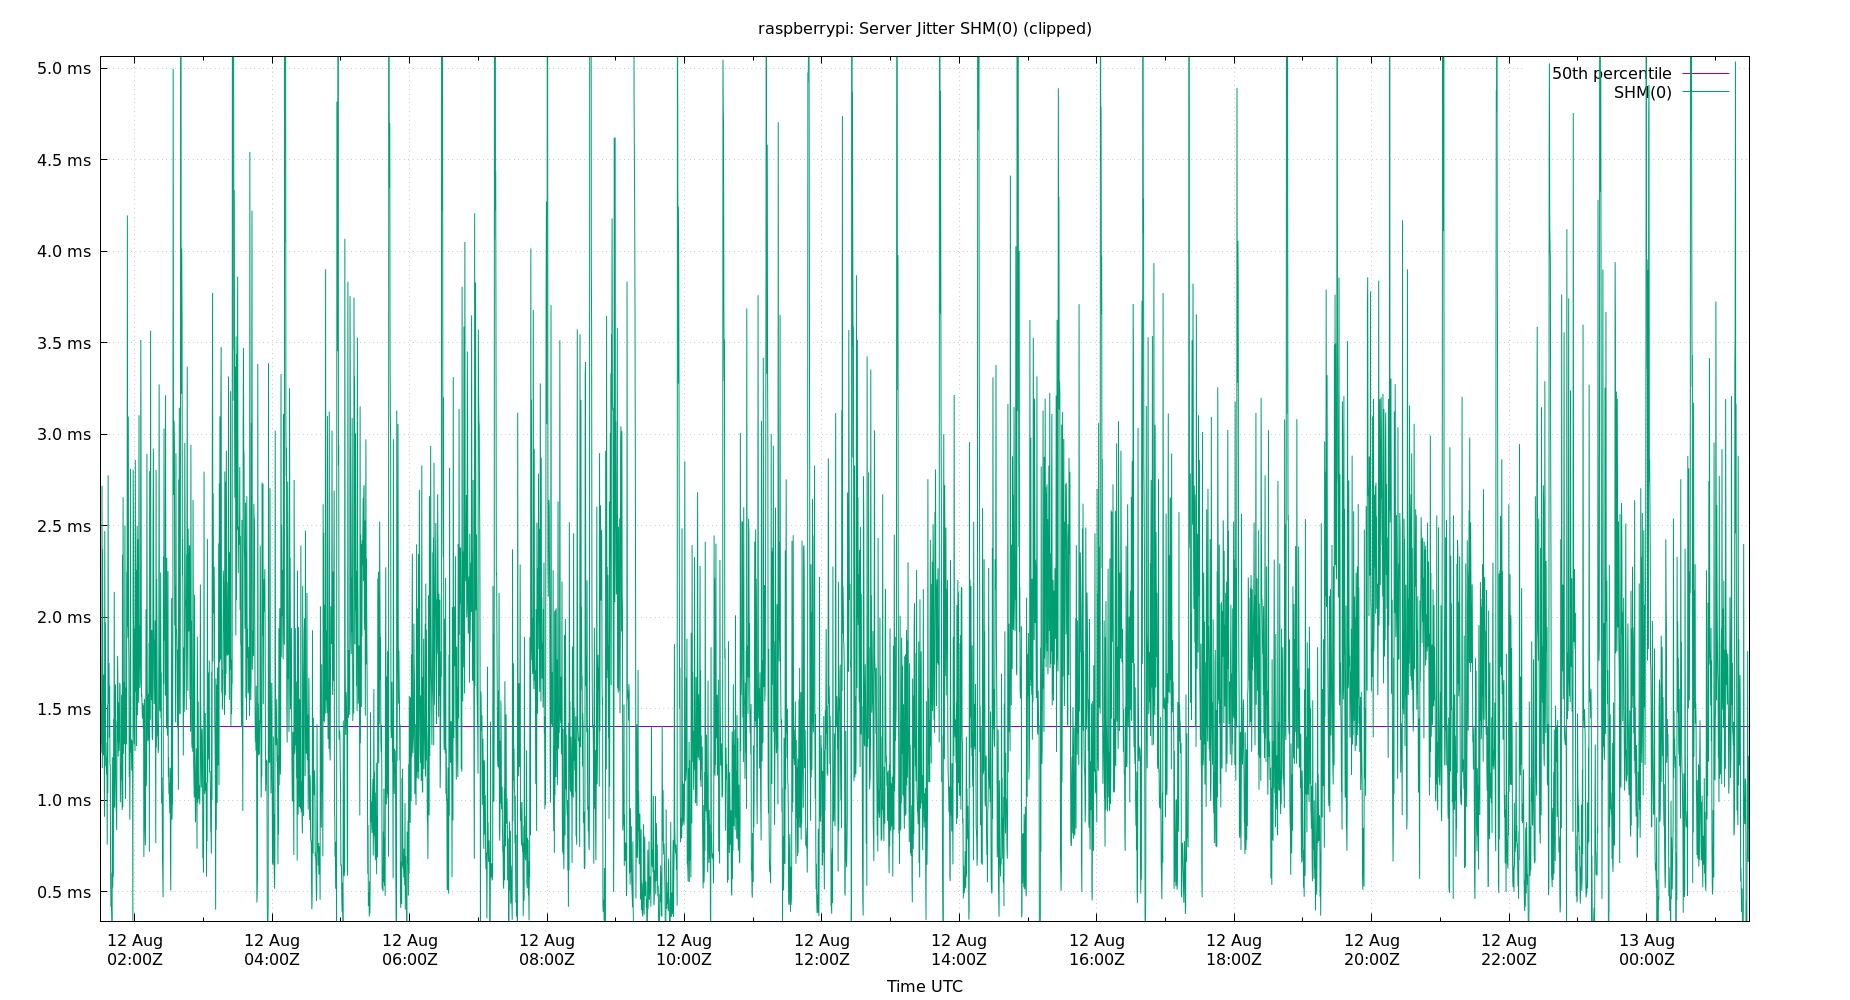 raspberrypi: Server Jitter SHM(0) (clipped)
5.0 ms
4.5 ms
4.0 ms
3.5 ms
3.0 ms
2.5 ms
2.0 ms
1.5 ms
1.0 ms
0.5 ms
50th percentile
SHM(0)
12 Aug 12 Aug 12 Aug 12 Aug 12 Aug 12 Aug 12 Aug 12 Aug 12 Aug 12 Aug 12 Aug 13 Aug
02:00Z 04:00Z 06:00Z 08:00Z 10:00Z 12:00Z 14:00Z 16:00Z 18:00Z 20:00Z 22:00Z 00:00Z
Time UTC